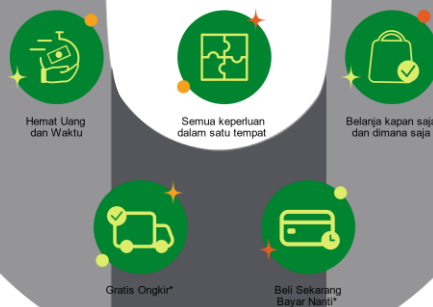 Hemat Uang
dan Waktu
Semua keperluan
dalam satu tempat
Belanja kapan saja
dan dimana saja
Gratis Ongkir*
Beli Sekarang
Bayar Nanti*